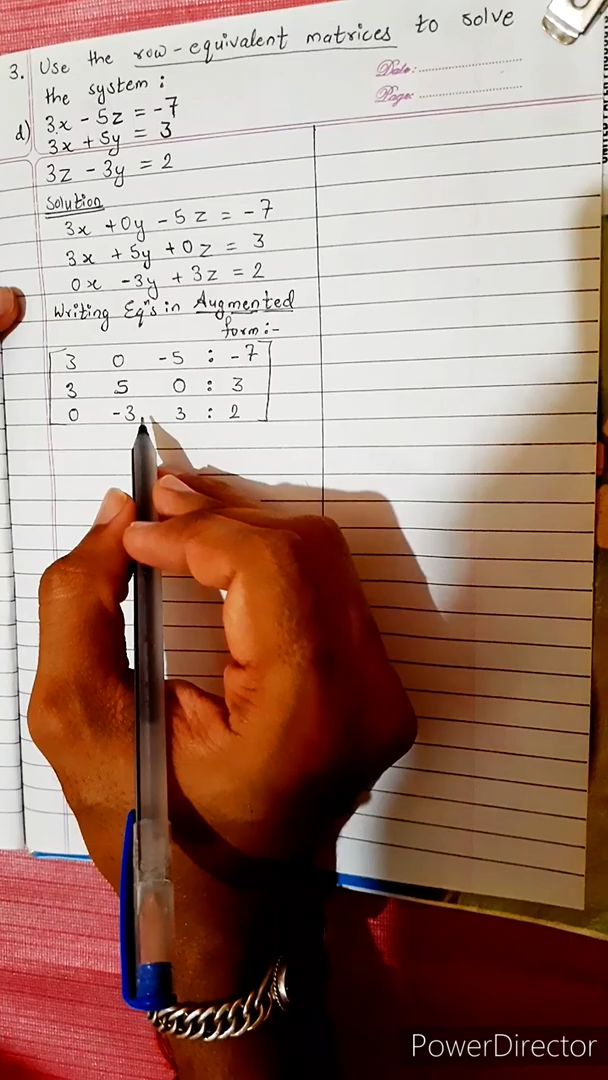 3. Use the row-equivalent matrices to solve
the system :
Date:
Page:
d) 3x - 5z = -7
3x + 5y = 3
3z - 3y = 2
Solution
3x + 0y - 5z = -7
3x + 5y + 0z = 3
0x - 3y + 3z = 2
Writing Eqⁿs in Augmented
form:-
3 0 -5 : -7
3 5 0 : 3
0 -3 3 : 2
PowerDirector